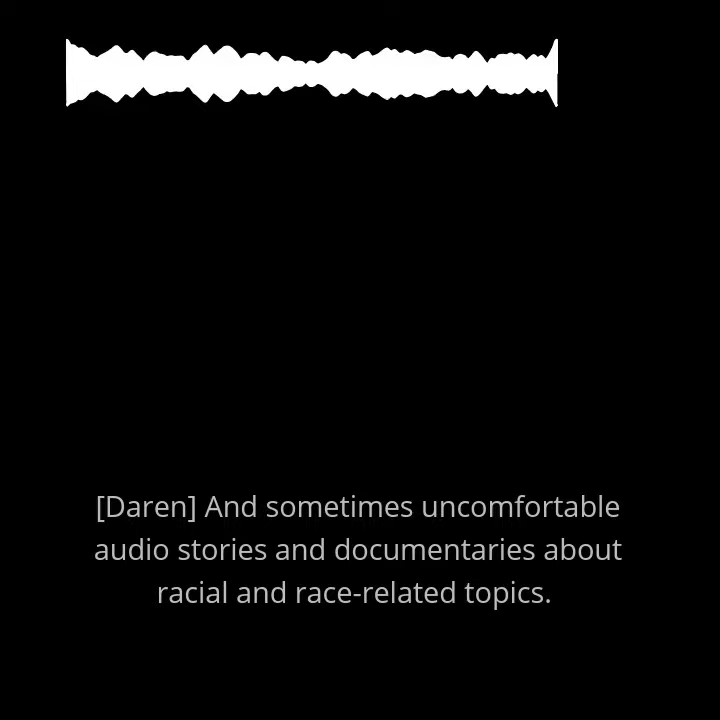 [Daren] And sometimes uncomfortable
audio stories and documentaries about
racial and race-related topics.